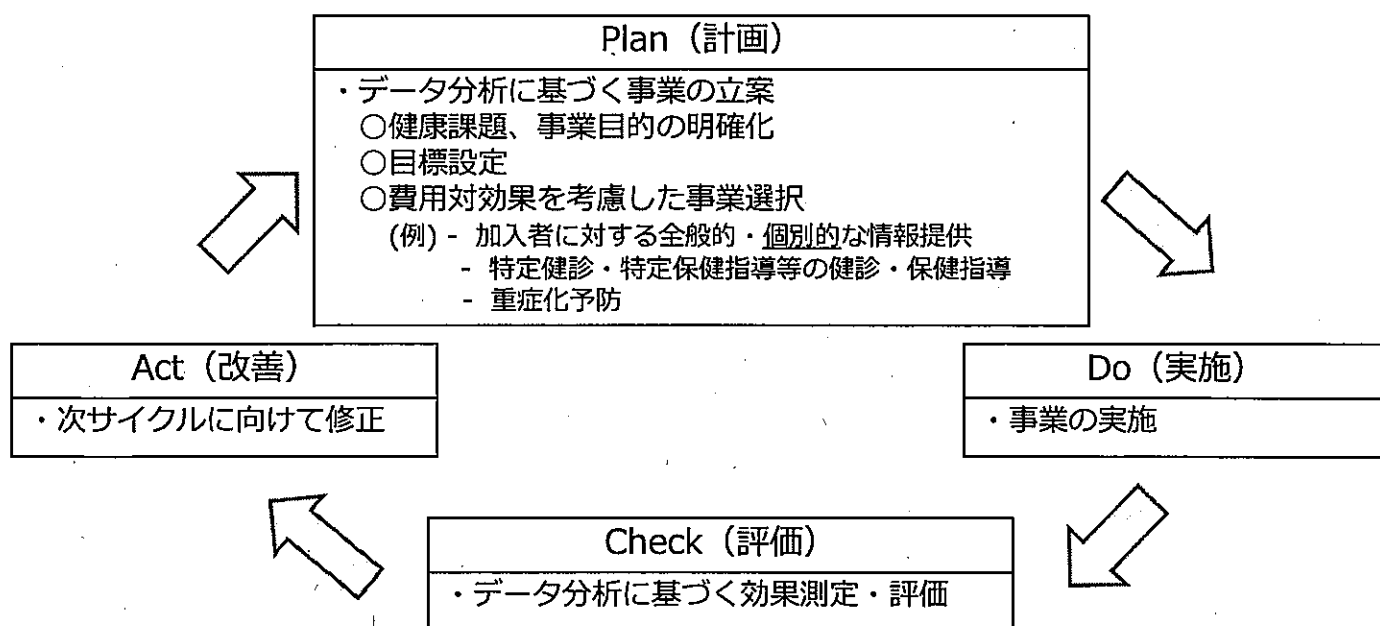 Plan（計画）
・データ分析に基づく事業の立案
○健康課題、事業目的の明確化
○目標設定
○費用対効果を考慮した事業選択
(例) - 加入者に対する全般的・個別的な情報提供
- 特定健診・特定保健指導等の健診・保健指導
- 重症化予防
Act（改善）
・次サイクルに向けて修正
Do（実施）
・事業の実施
Check（評価）
・データ分析に基づく効果測定・評価